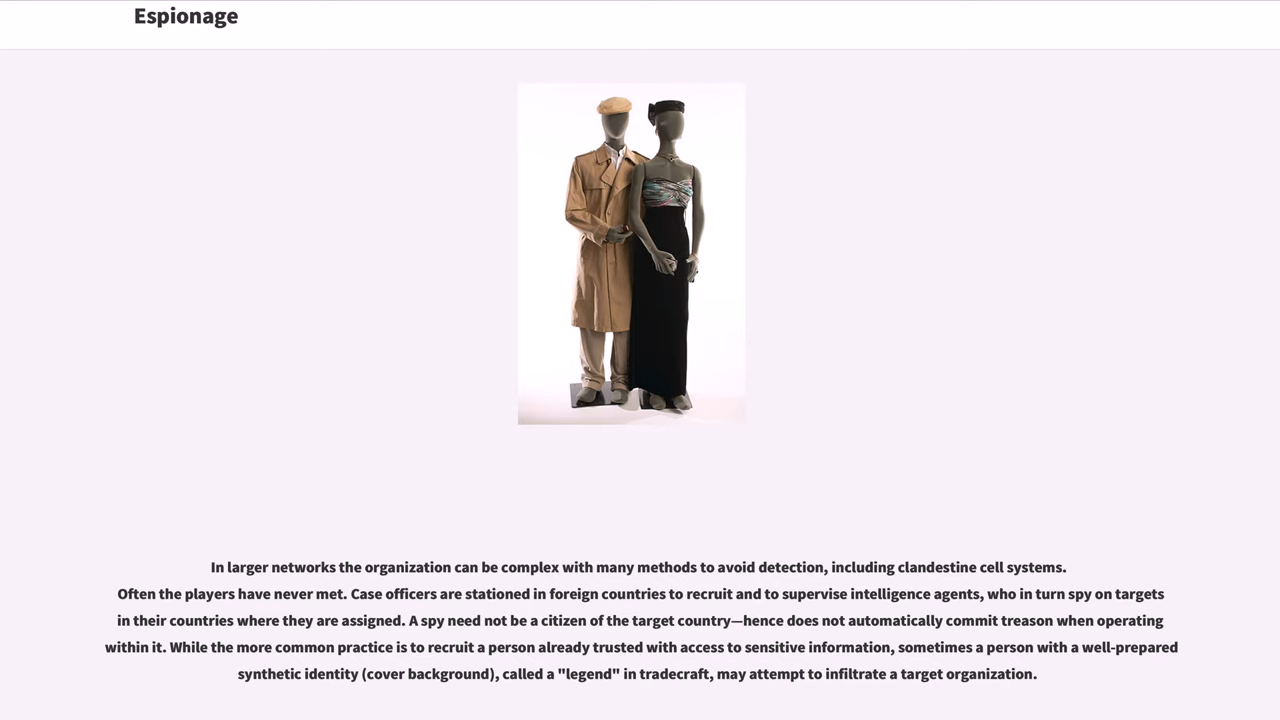 Espionage
In larger networks the organization can be complex with many methods to avoid detection, including clandestine cell systems.
Often the players have never met. Case officers are stationed in foreign countries to recruit and to supervise intelligence agents, who in turn spy on targets
in their countries where they are assigned. A spy need not be a citizen of the target country—hence does not automatically commit treason when operating
within it. While the more common practice is to recruit a person already trusted with access to sensitive information, sometimes a person with a well-prepared
synthetic identity (cover background), called a "legend" in tradecraft, may attempt to infiltrate a target organization.